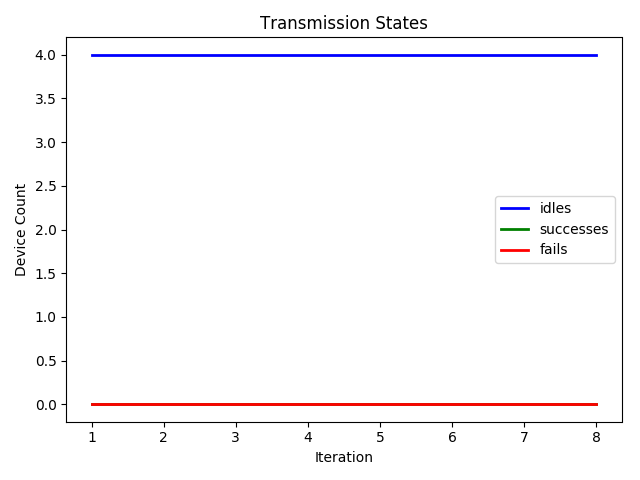 Transmission States
Device Count
4.0
3.5
3.0
2.5
2.0
1.5
1.0
0.5
0.0
idles
successes
fails
1 2 3 4 5 6 7 8
Iteration